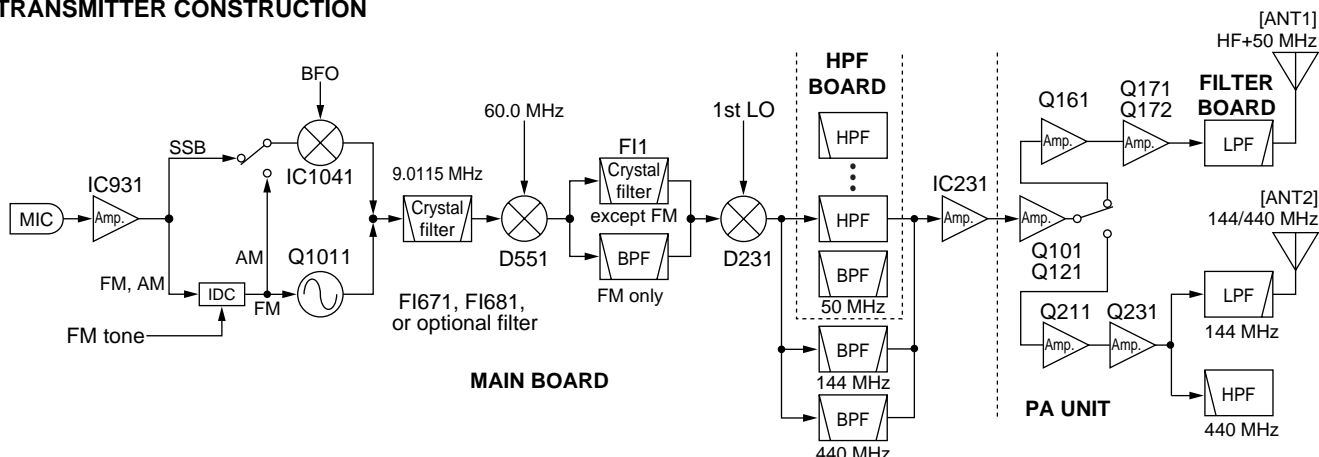 TRANSMITTER CONSTRUCTION
MIC
IC931
Amp.
SSB
BFO
IC1041
FM, AM
IDC
AM
FM
Q1011
FM tone
9.0115 MHz
Crystal
filter
FI671, FI681,
or optional filter
60.0 MHz
D551
FI1
Crystal
filter
except FM
BPF
FM only
MAIN BOARD
1st LO
D231
HPF
BOARD
HPF
HPF
BPF
50 MHz
BPF
144 MHz
BPF
440 MHz
IC231
Amp.
Amp.
Q101
Q121
Q161
Amp.
Q171
Q172
Amp.
FILTER
BOARD
LPF
[ANT1]
HF+50 MHz
[ANT2]
144/440 MHz
Q211
Amp.
Q231
Amp.
LPF
144 MHz
HPF
440 MHz
PA UNIT